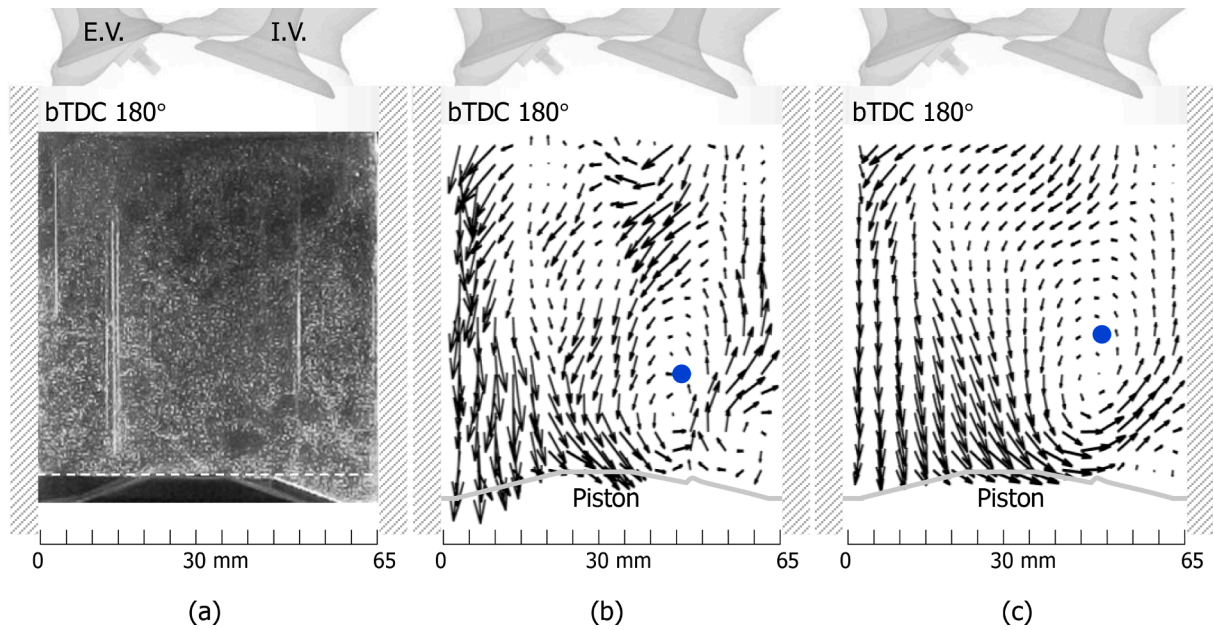 E.V. I.V.
bTDC 180° bTDC 180° bTDC 180°
Piston Piston
0 30 mm 65 0 30 mm 65 0 30 mm 65
(a) (b) (c)